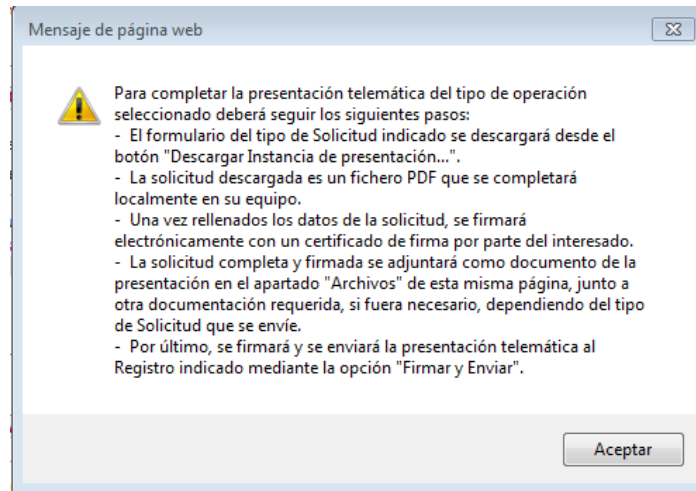 Mensaje de página web
Para completar la presentación telemática del tipo de operación
seleccionado deberá seguir los siguientes pasos:
- El formulario del tipo de Solicitud indicado se descargará desde el
botón "Descargar Instancia de presentación...".
- La solicitud descargada es un fichero PDF que se completará
localmente en su equipo.
- Una vez rellenados los datos de la solicitud, se firmará
electrónicamente con un certificado de firma por parte del interesado.
- La solicitud completa y firmada se adjuntará como documento de la
presentación en el apartado "Archivos" de esta misma página, junto a
otra documentación requerida, si fuera necesario, dependiendo del tipo
de Solicitud que se envíe.
- Por último, se firmará y se enviará la presentación telemática al
Registro indicado mediante la opción "Firmar y Enviar".
Aceptar